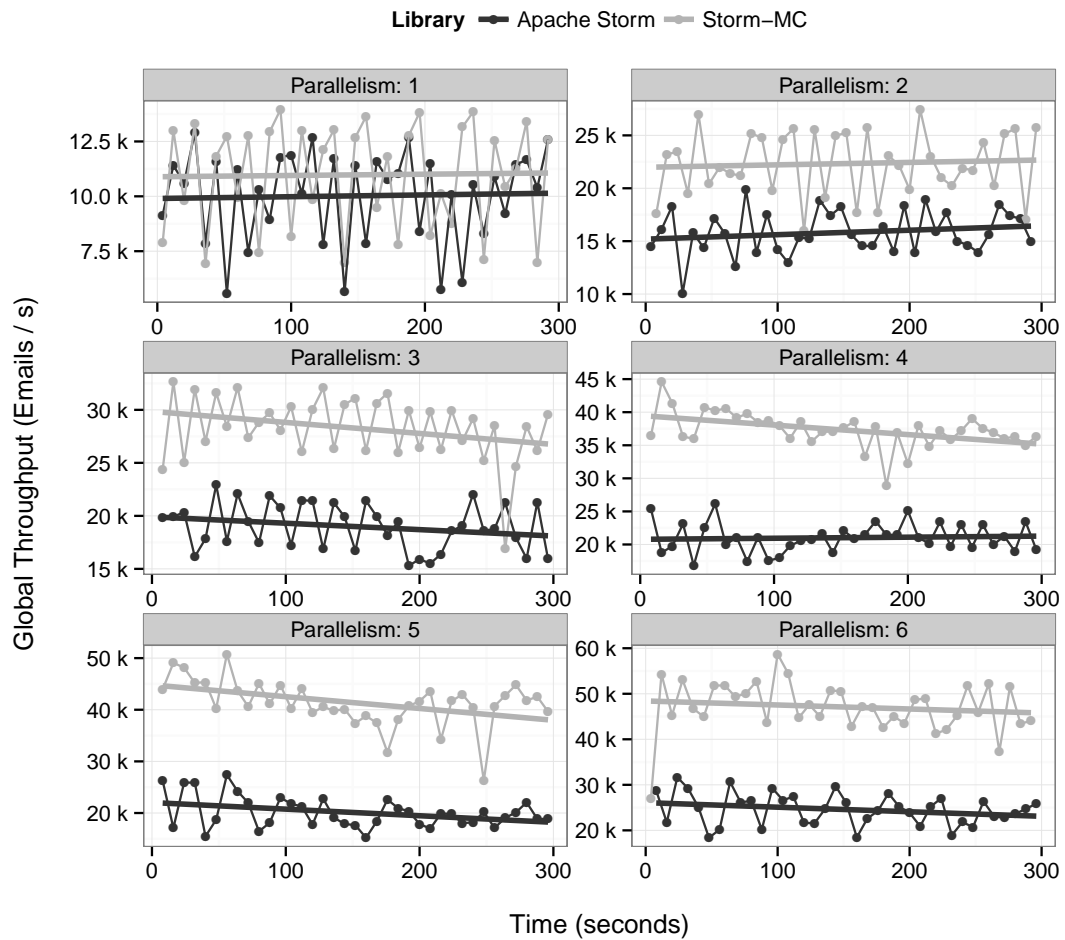 Library Apache Storm Storm−MC
Global Throughput (Emails / s)
Parallelism: 1
12.5 k
10.0 k
7.5 k
0 100 200 300
Parallelism: 2
25 k
20 k
15 k
10 k
0 100 200 300
Parallelism: 3
30 k
25 k
20 k
15 k
0 100 200 300
Parallelism: 4
45 k
40 k
35 k
30 k
25 k
20 k
0 100 200 300
Parallelism: 5
50 k
40 k
30 k
20 k
0 100 200 300
Parallelism: 6
60 k
50 k
40 k
30 k
20 k
0 100 200 300
Time (seconds)